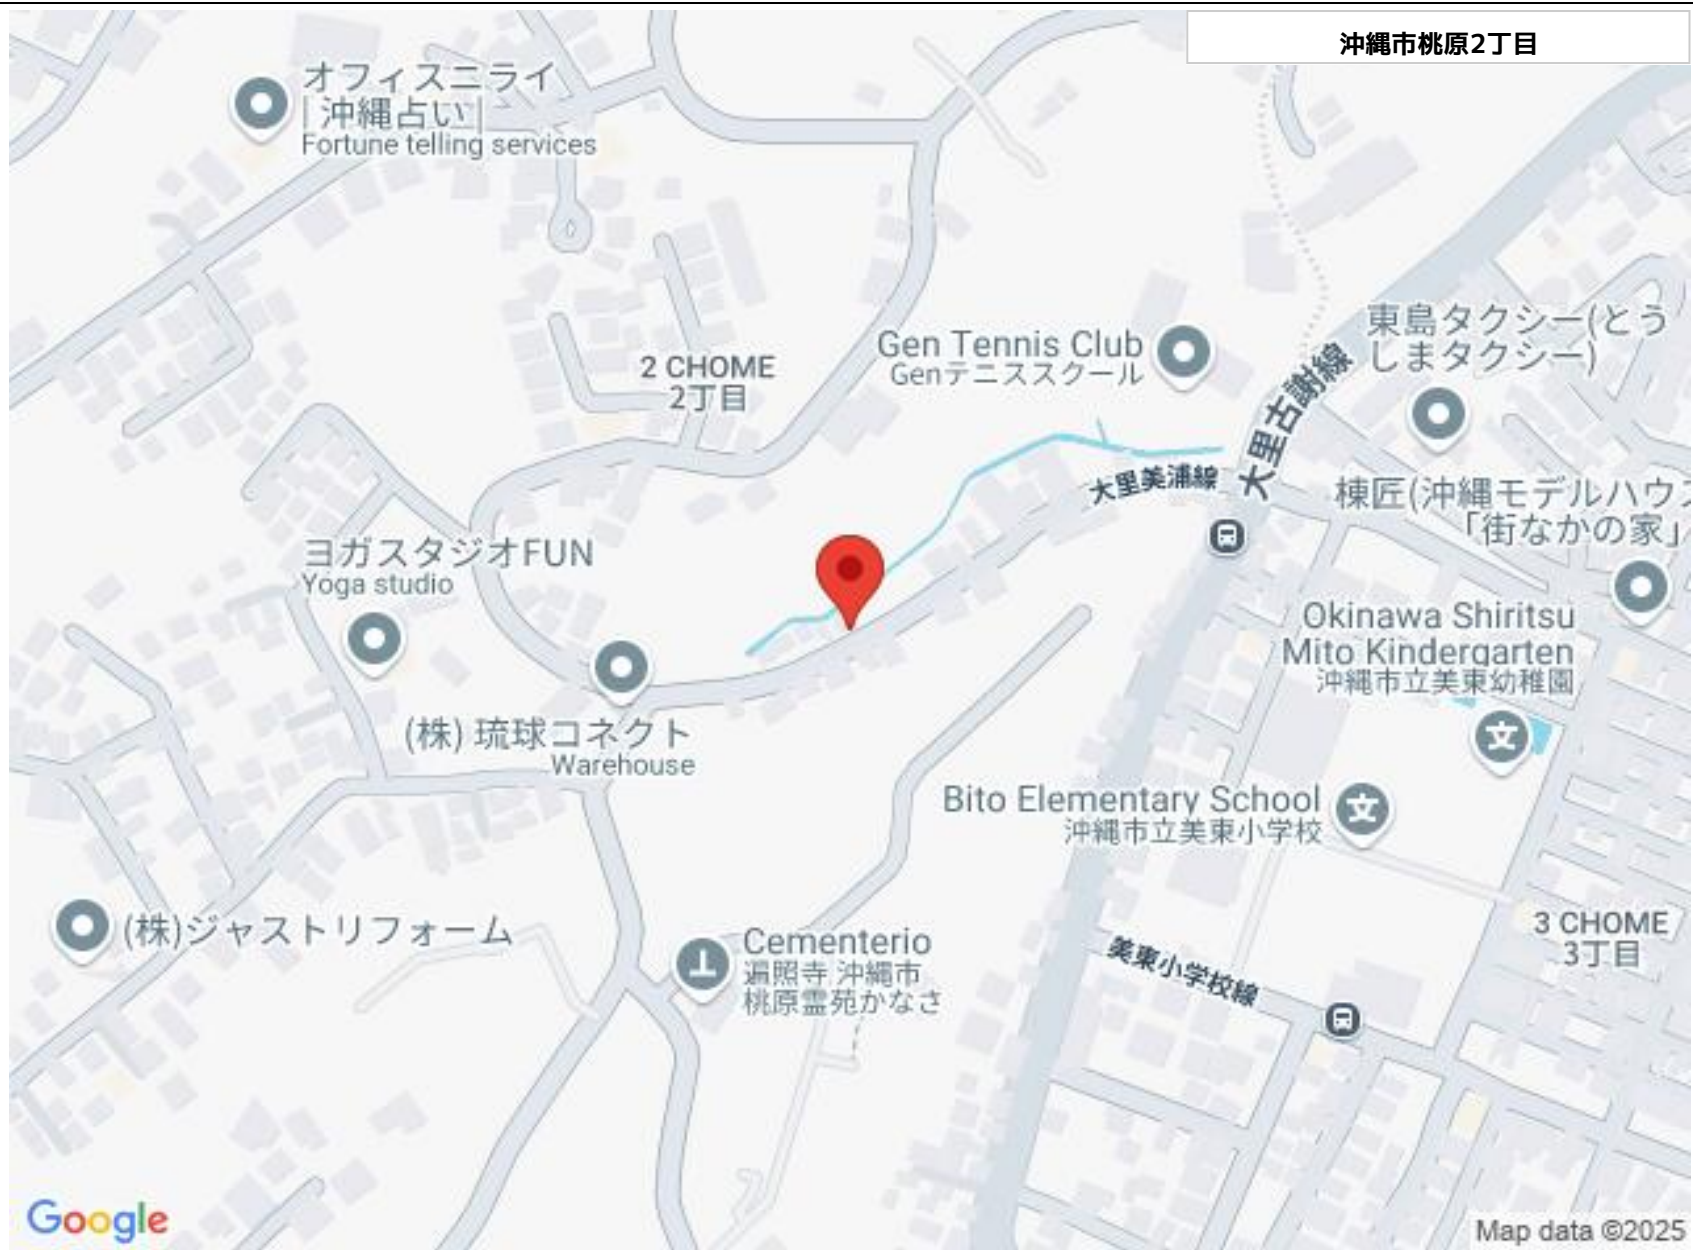 沖縄市桃原2丁目
オフィスニライ
[沖縄占い]
Fortune telling services
東島タクシー(とう
しまタクシー)
Gen Tennis Club
Genテニススクール
2 CHOME
2丁目
大里古謝線
大里美浦線
棟匠(沖縄モデルハウス
「街なかの家」
ヨガスタジオFUN
Yoga studio
Okinawa Shiritsu
Mito Kindergarten
沖縄市立美東幼稚園
(株) 琉球コネクト
Warehouse
Bito Elementary School
沖縄市立美東小学校
(株)ジャストリフォーム
Cementerio
遍照寺 沖縄市
桃原霊苑かなさ
3 CHOME
3丁目
美東小学校線
Google
Map data ©2025